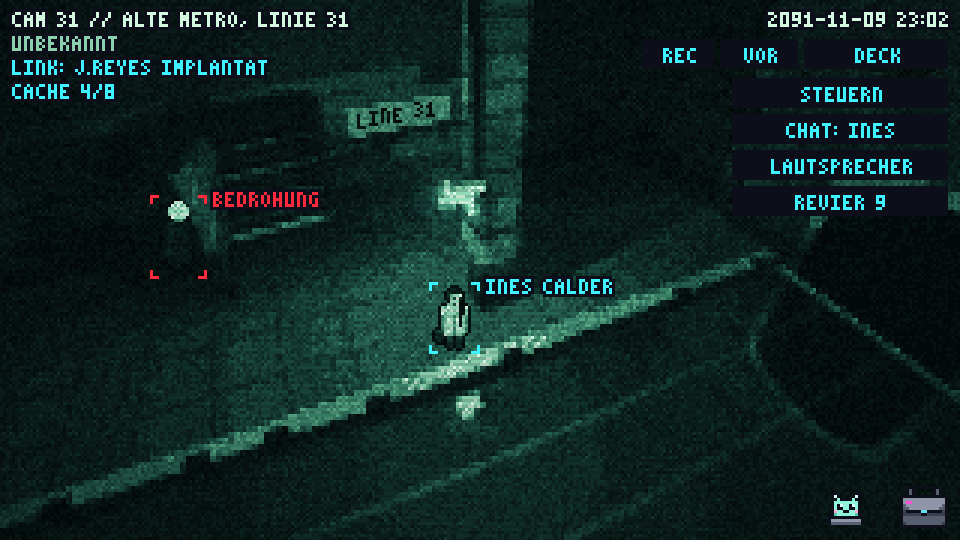 CAM 31 // ALTE METRO, LINIE 31
UNBEKANNT
LINK: J.REYES IMPLANTAT
CACHE 4/8
2091-11-09 23:02
REC
VOR
DECK
STEUERN
CHAT: INES
LAUTSPRECHER
REVIER 9
LINE 31
BEDROHUNG
INES CALDER